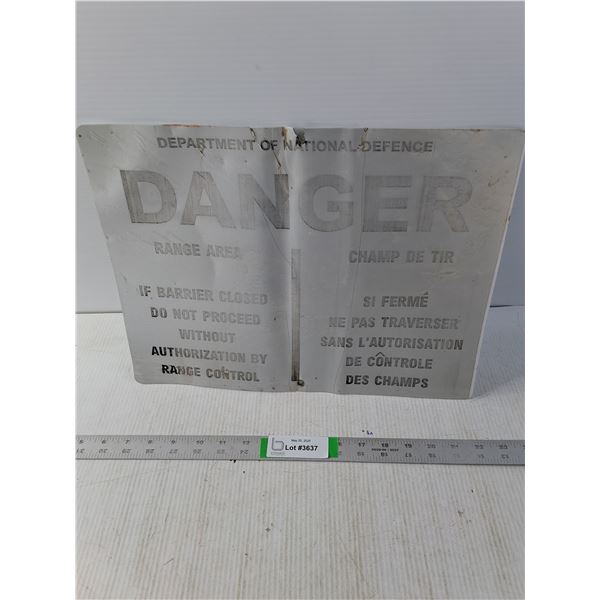 DEPARTMENT OF NATIONAL DEFENCE
DANGER
RANGE AREA
IF BARRIER CLOSED
DO NOT PROCEED
WITHOUT
AUTHORIZATION BY
RANGE CONTROL
CHAMP DE TIR
SI FERMÉ
NE PAS TRAVERSER
SANS L'AUTORISATION
DE CÔNTROLE
DES CHAMPS
Lot #3637